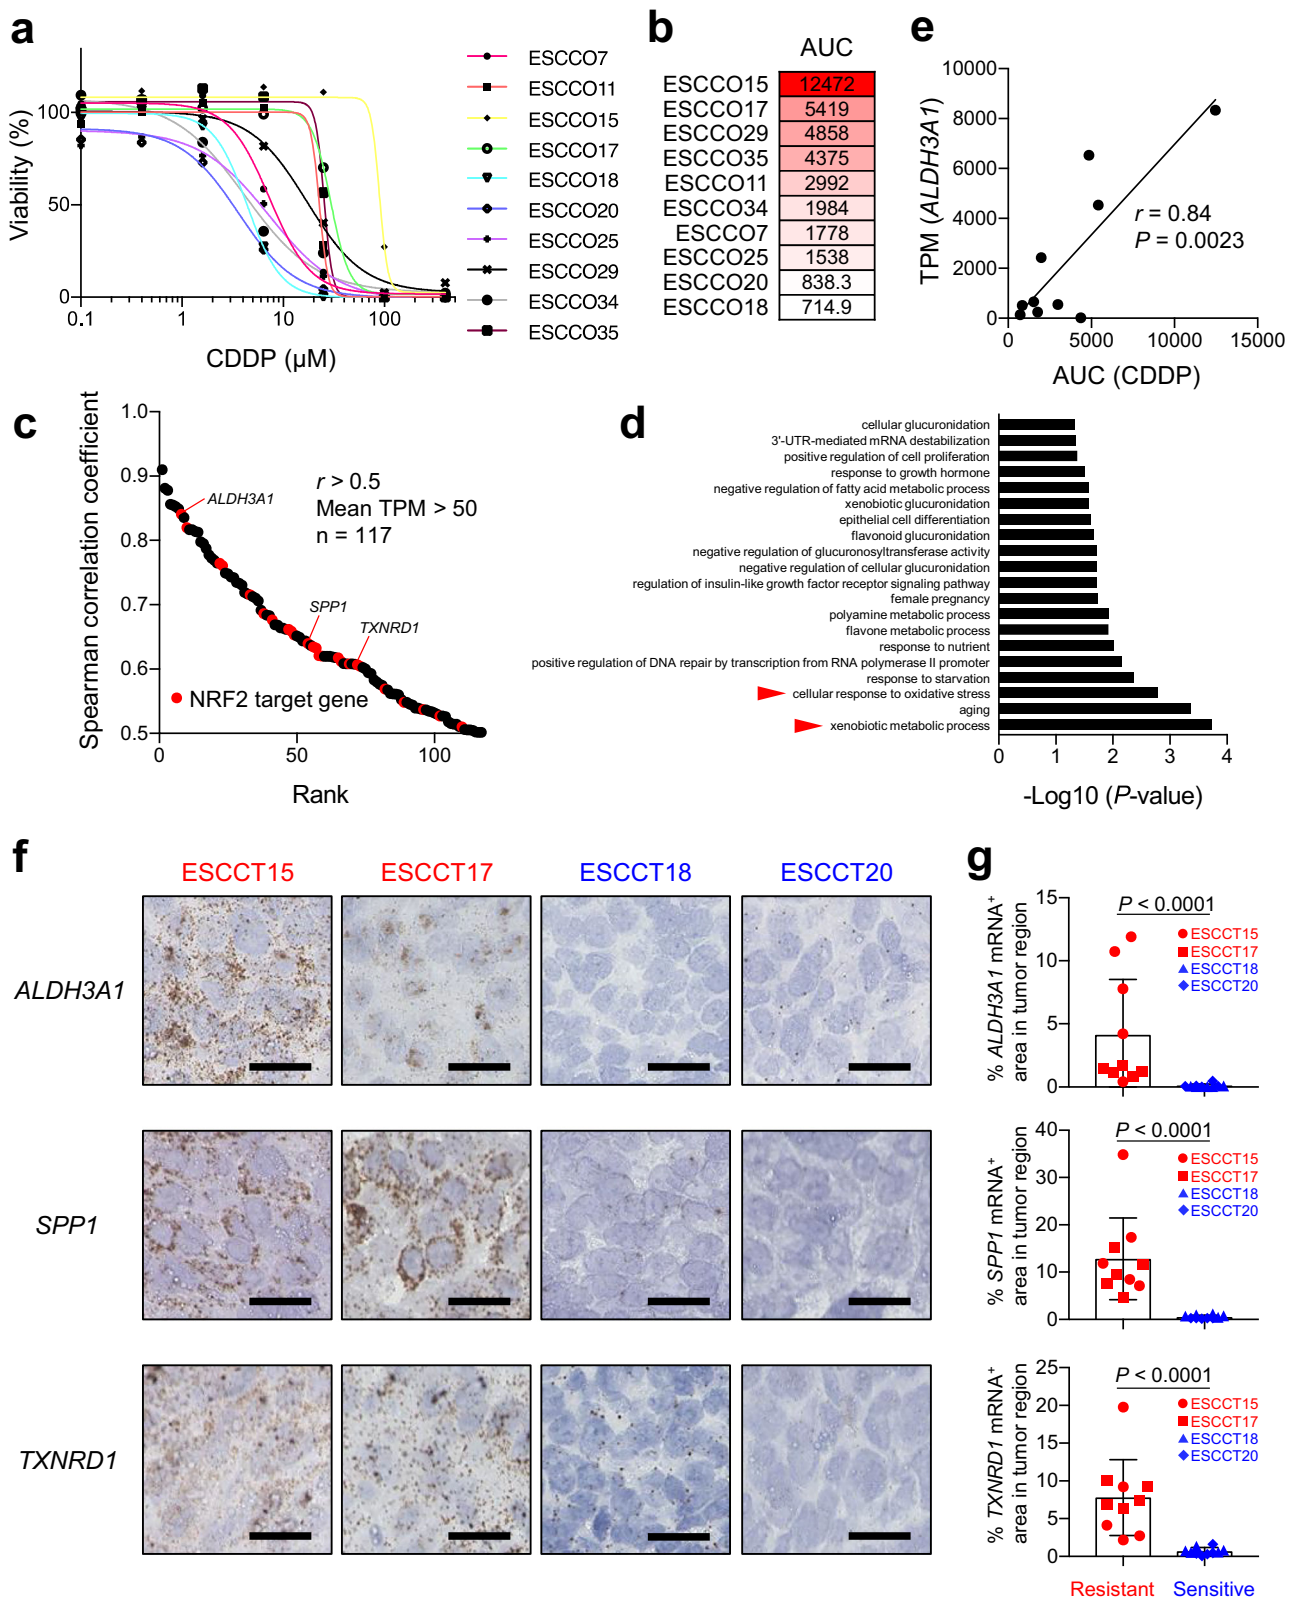 a
Viability (%)
100
50
0
0.1
1
10
100
CDDP (µM)
ESCCO7
ESCCO11
ESCCO15
ESCCO17
ESCCO18
ESCCO20
ESCCO25
ESCCO29
ESCCO34
ESCCO35
b
AUC
ESCCO15 12472
ESCCO17 5419
ESCCO29 4858
ESCCO35 4375
ESCCO11 2992
ESCCO34 1984
ESCCO7 1778
ESCCO25 1538
ESCCO20 838.3
ESCCO18 714.9
e
TPM (ALDH3A1)
10000
8000
6000
4000
2000
0
r = 0.84
P = 0.0023
0 5000 10000 15000
AUC (CDDP)
c
Spearman correlation coefficient
1.0
0.9
0.8
0.7
0.6
0.5
ALDH3A1
r > 0.5
Mean TPM > 50
n = 117
SPP1
TXNRD1
NRF2 target gene
0 50 100
Rank
d
cellular glucuronidation
3'-UTR-mediated mRNA destabilization
positive regulation of cell proliferation
response to growth hormone
negative regulation of fatty acid metabolic process
xenobiotic glucuronidation
epithelial cell differentiation
flavonoid glucuronidation
negative regulation of glucuronosyltransferase activity
negative regulation of cellular glucuronidation
regulation of insulin-like growth factor receptor signaling pathway
female pregnancy
polyamine metabolic process
flavone metabolic process
response to nutrient
positive regulation of DNA repair by transcription from RNA polymerase II promoter
response to starvation
cellular response to oxidative stress
aging
xenobiotic metabolic process
0 1 2 3 4
-Log10 (P-value)
f
ESCCT15 ESCCT17 ESCCT18 ESCCT20
ALDH3A1
SPP1
TXNRD1
g
% ALDH3A1 mRNA+
area in tumor region
15
10
5
0
P < 0.0001
ESCCT15
ESCCT17
ESCCT18
ESCCT20
% SPP1 mRNA+
area in tumor region
40
30
20
10
0
P < 0.0001
ESCCT15
ESCCT17
ESCCT18
ESCCT20
% TXNRD1 mRNA+
area in tumor region
25
20
15
10
5
0
P < 0.0001
ESCCT15
ESCCT17
ESCCT18
ESCCT20
Resistant Sensitive